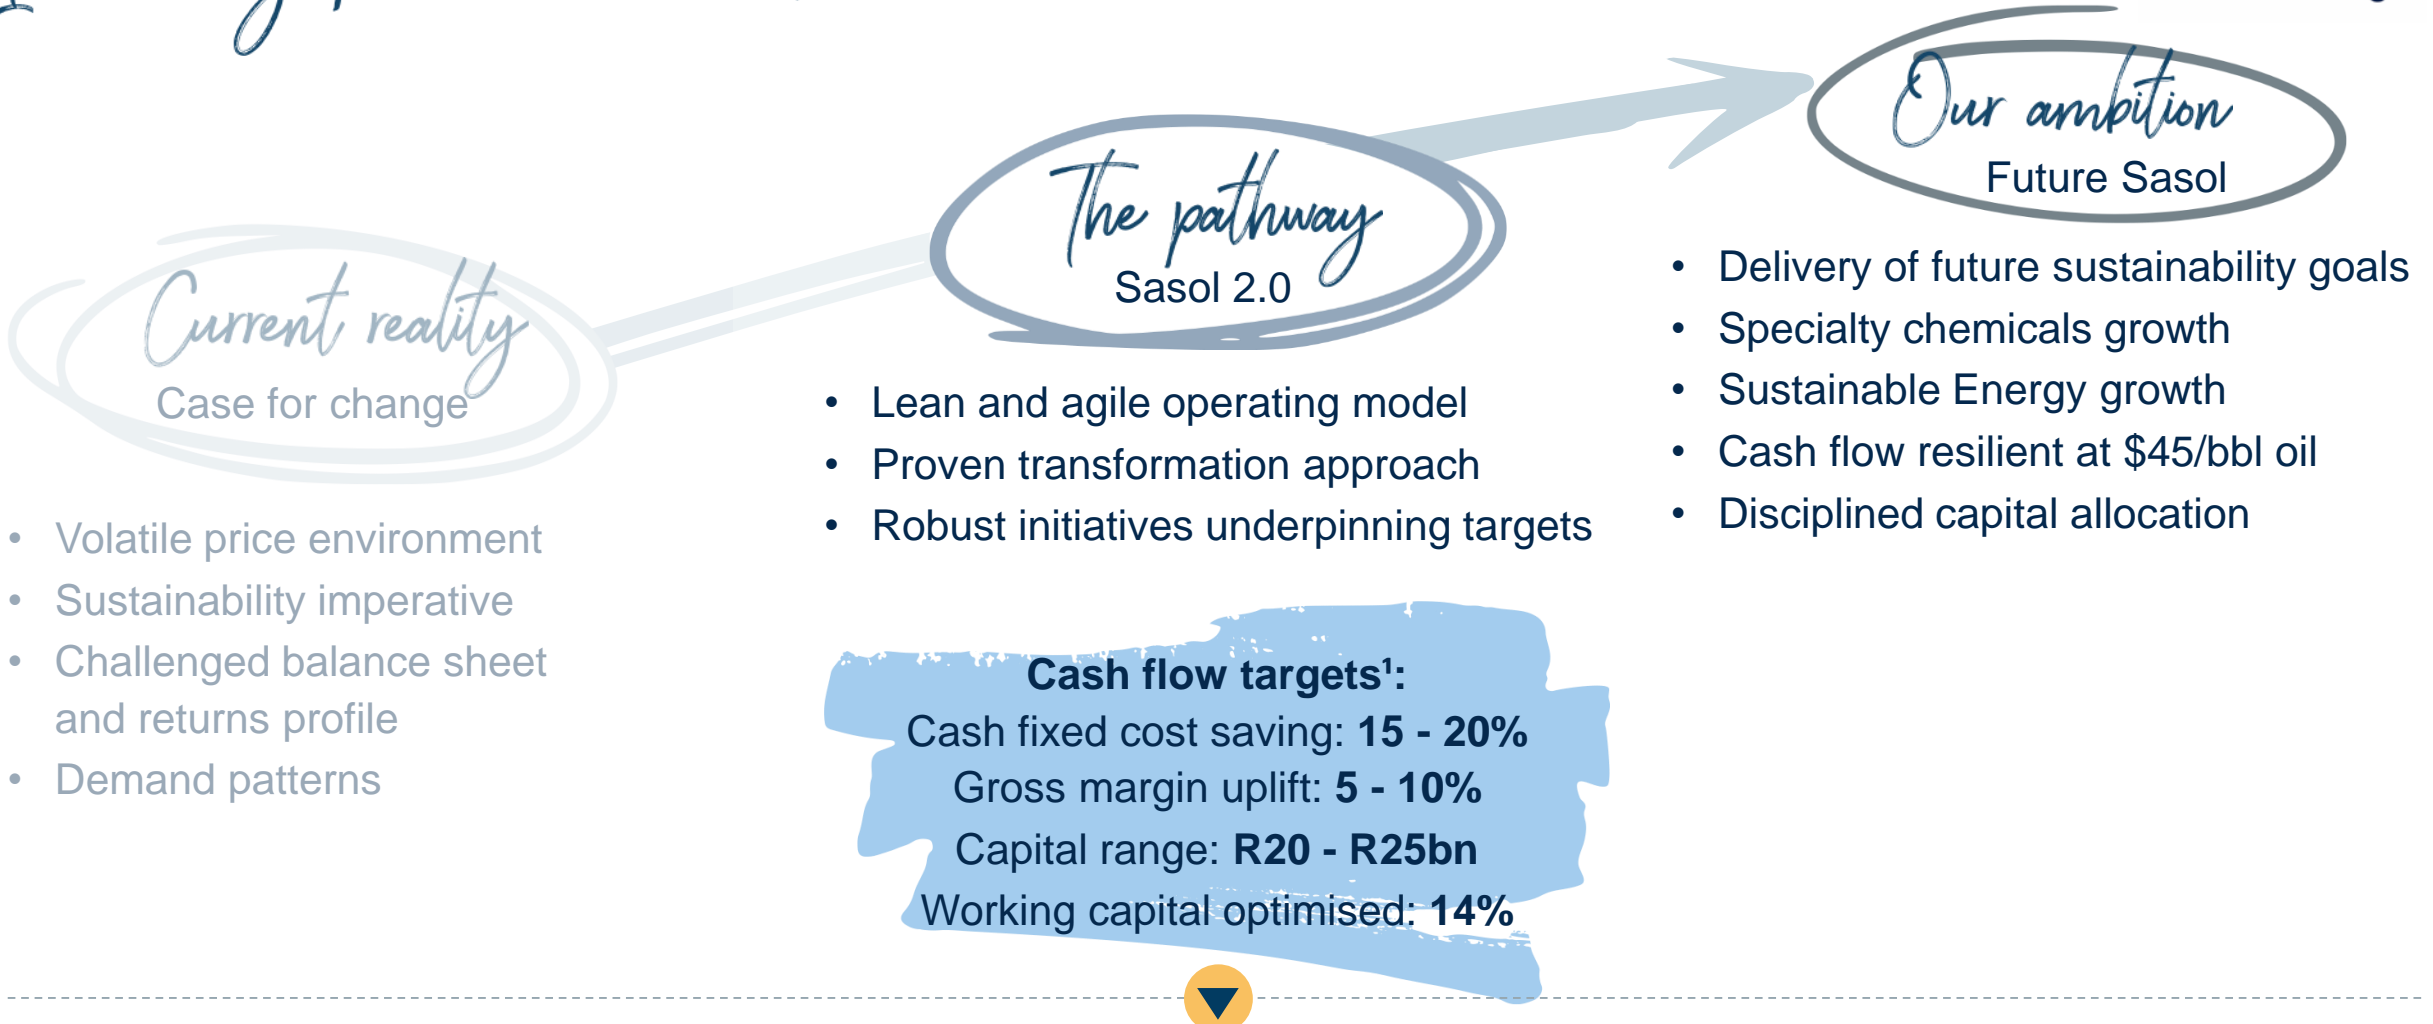 Current reality
Case for change
• Volatile price environment
• Sustainability imperative
• Challenged balance sheet
and returns profile
• Demand patterns
The pathway
Sasol 2.0
• Lean and agile operating model
• Proven transformation approach
• Robust initiatives underpinning targets
Cash flow targets¹:
Cash fixed cost saving: 15 - 20%
Gross margin uplift: 5 - 10%
Capital range: R20 - R25bn
Working capital optimised: 14%
Our ambition
Future Sasol
• Delivery of future sustainability goals
• Specialty chemicals growth
• Sustainable Energy growth
• Cash flow resilient at $45/bbl oil
• Disciplined capital allocation